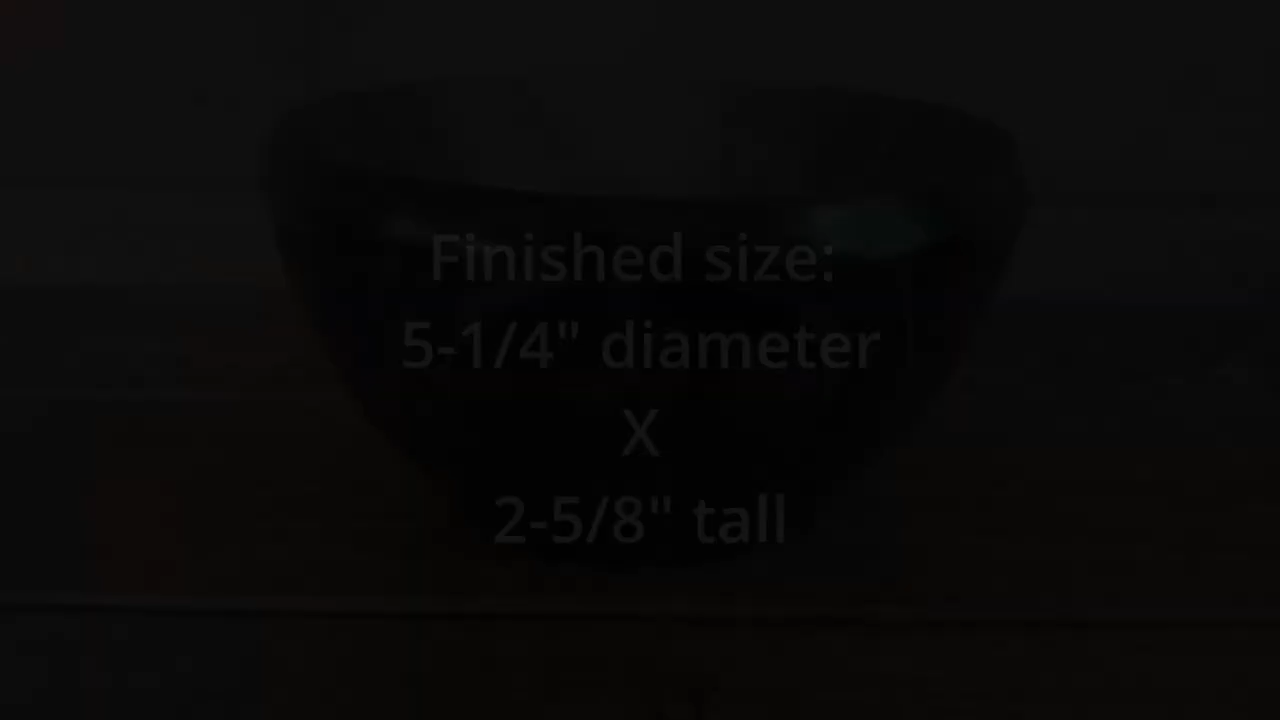 Finished size:
5-1/4" diameter
X
2-5/8" tall